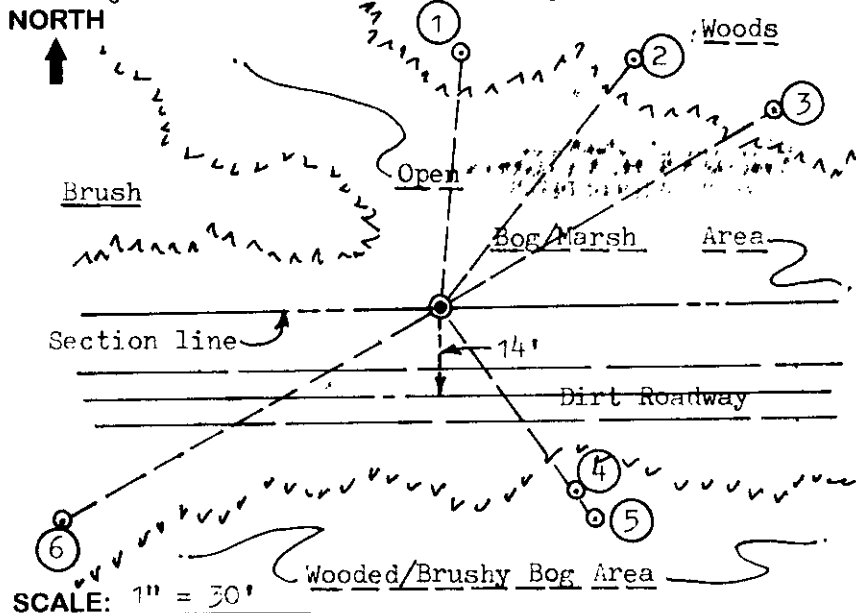 NORTH
1
2
Woods
3
Open
Brush
Bog/Marsh Area
Section line
14'
Dirt Roadway
4
5
6
Wooded/Brushy Bog Area
SCALE: 1" = 30'